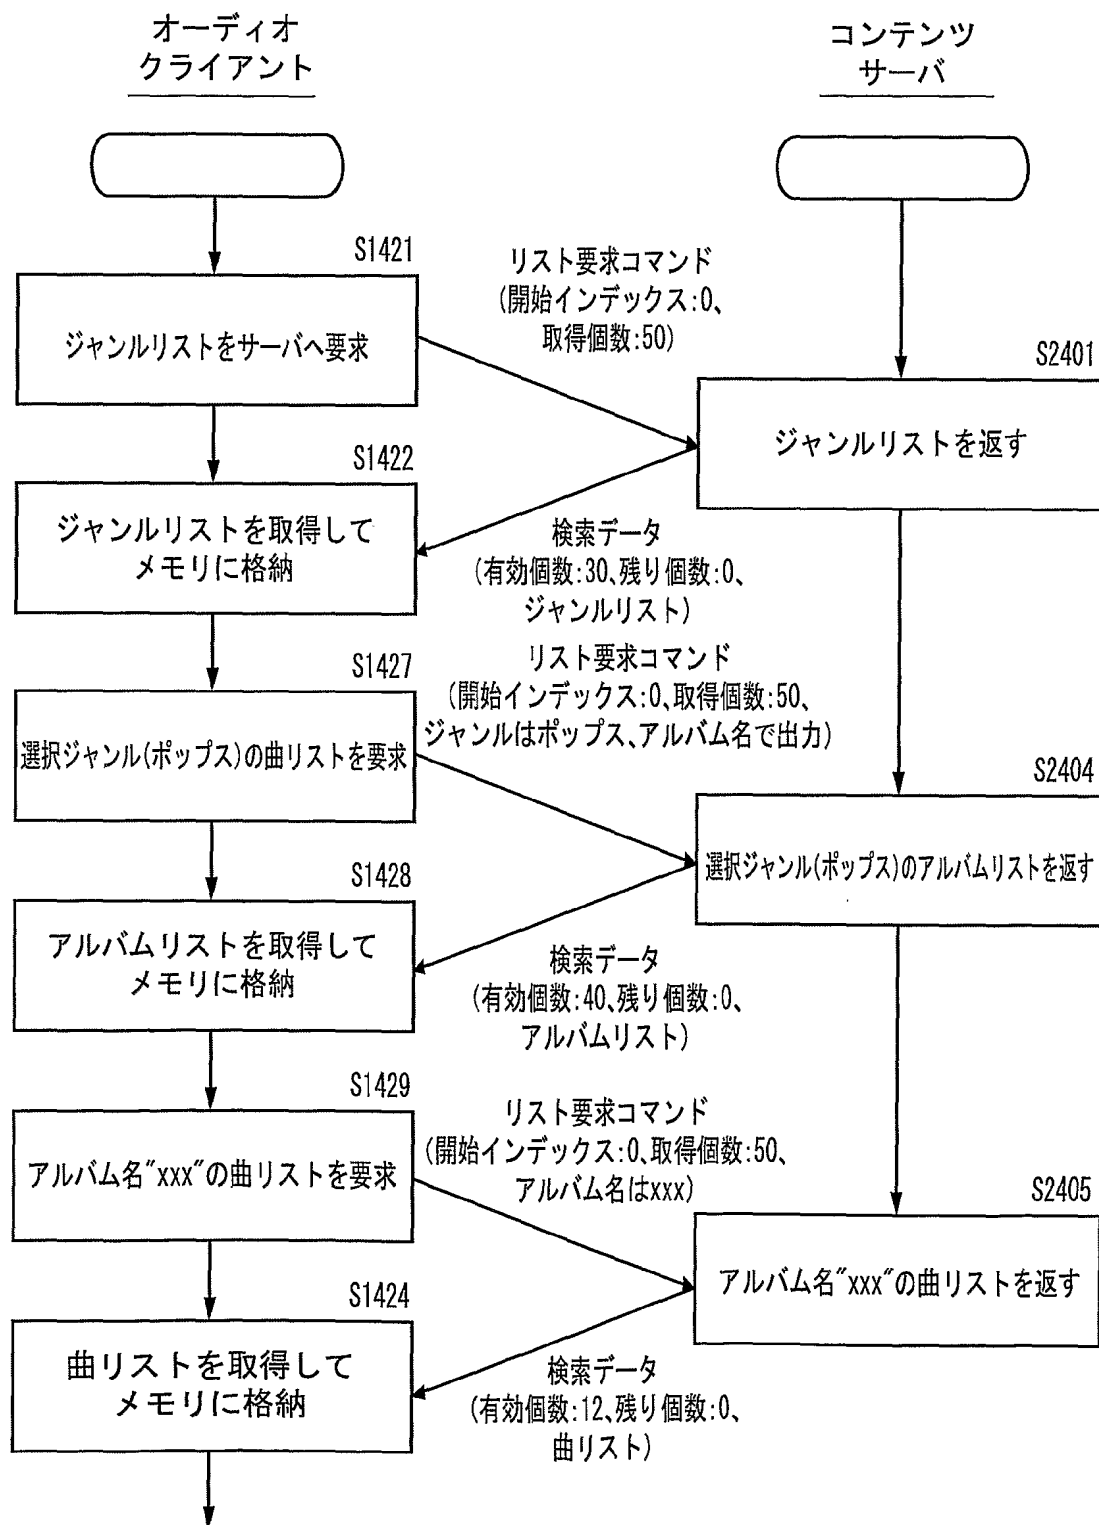 オーディオ
クライアント
コンテンツ
サーバ
S1421
リスト要求コマンド
(開始インデックス:0、
取得個数:50)
ジャンルリストをサーバへ要求
S2401
ジャンルリストを返す
S1422
ジャンルリストを取得して
メモリに格納
検索データ
(有効個数:30、残り個数:0、
ジャンルリスト)
S1427
リスト要求コマンド
(開始インデックス:0、取得個数:50、
ジャンルはポップス、アルバム名で出力)
選択ジャンル(ポップス)の曲リストを要求
S2404
選択ジャンル(ポップス)のアルバムリストを返す
S1428
アルバムリストを取得して
メモリに格納
検索データ
(有効個数:40、残り個数:0、
アルバムリスト)
S1429
リスト要求コマンド
(開始インデックス:0、取得個数:50、
アルバム名はxxx)
アルバム名"xxx"の曲リストを要求
S2405
アルバム名"xxx"の曲リストを返す
S1424
曲リストを取得して
メモリに格納
検索データ
(有効個数:12、残り個数:0、
曲リスト)